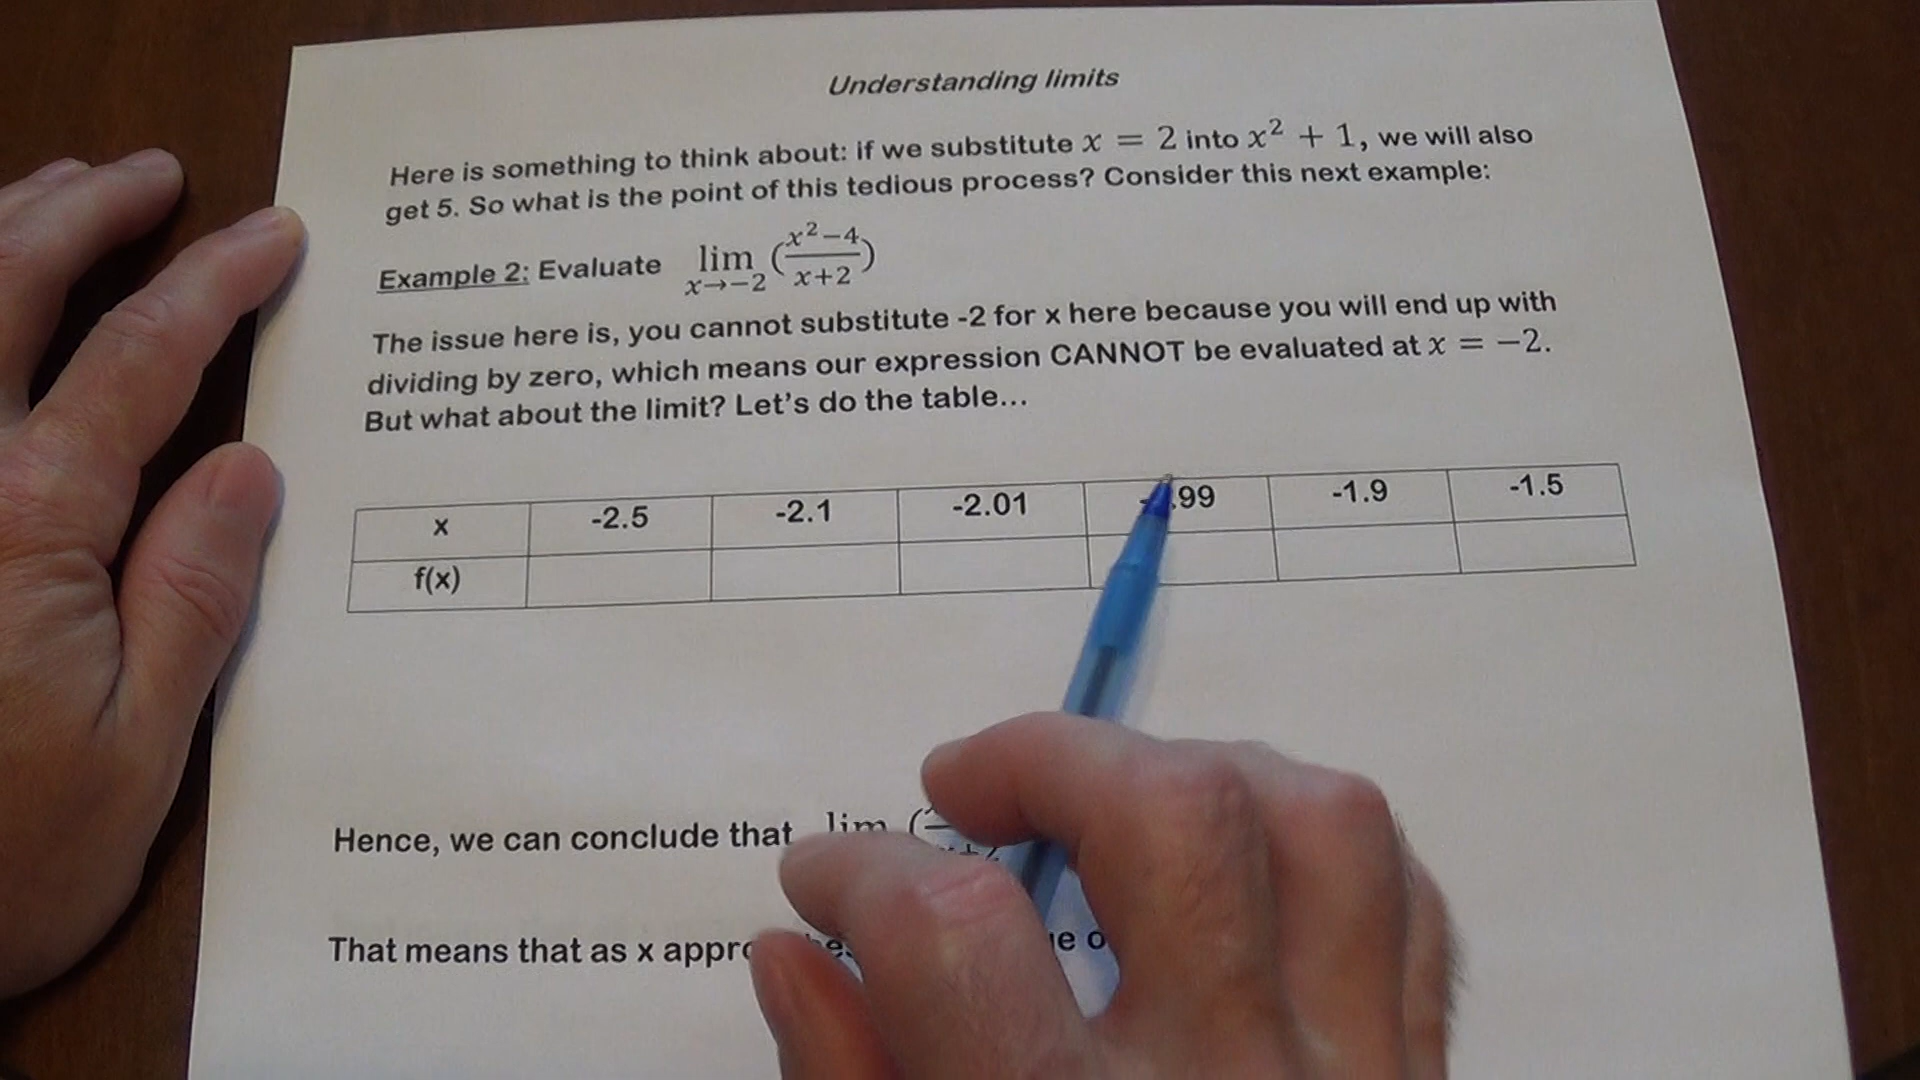 Understanding limits
Here is something to think about: if we substitute x = 2 into x² + 1, we will also
get 5. So what is the point of this tedious process? Consider this next example:
Example 2: Evaluate lim x→−2 (x²−4 / x+2)
The issue here is, you cannot substitute -2 for x here because you will end up with
dividing by zero, which means our expression CANNOT be evaluated at x = −2.
But what about the limit? Let's do the table...
x -2.5 -2.1 -2.01 .99 -1.9 -1.5
f(x)
Hence, we can conclude that lim (
That means that as x